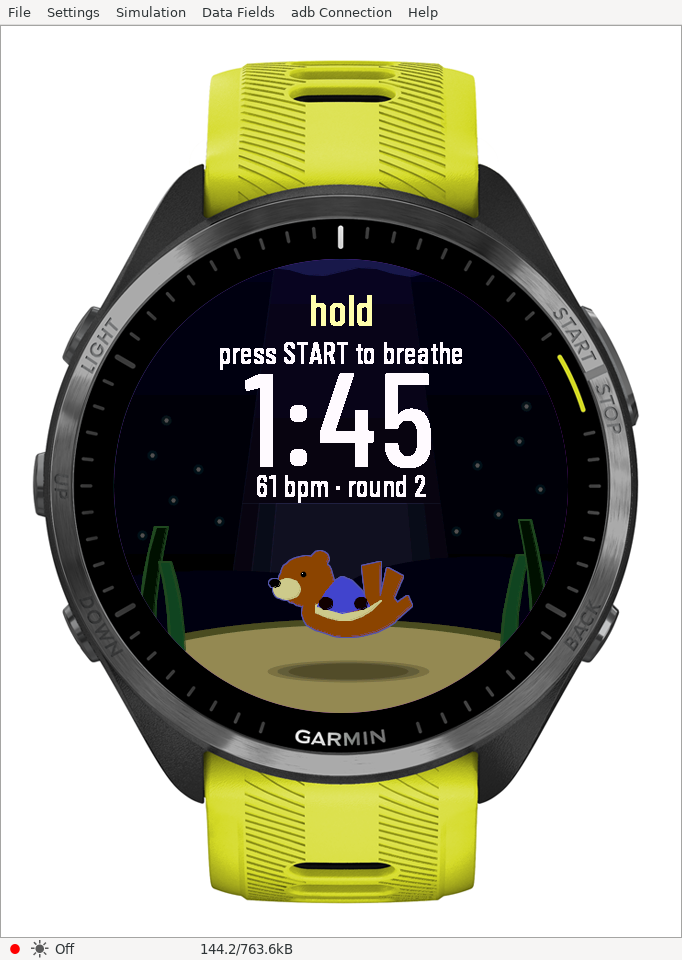 File Settings Simulation Data Fields adb Connection Help
hold
press START to breathe
1:45
61 bpm · round 2
LIGHT
START
STOP
UP
DOWN
BACK
GARMIN
Off 144.2/763.6kB